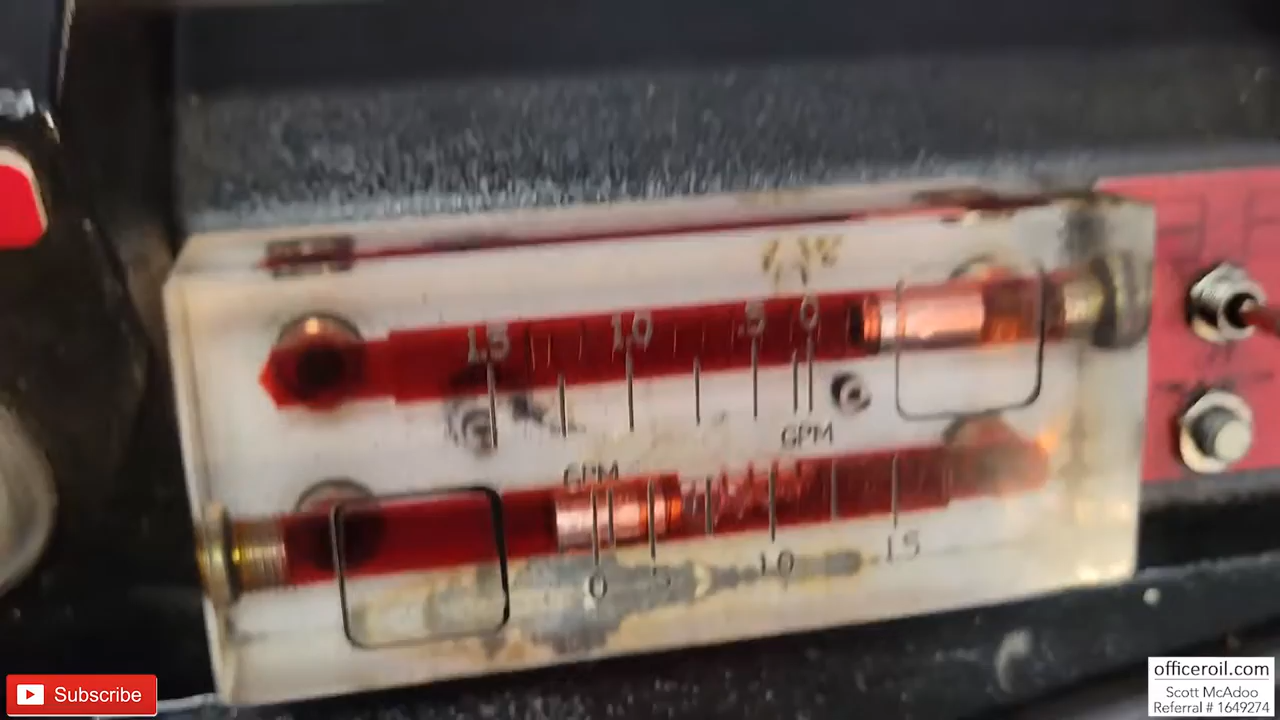 1.5 1.0 .5 0
GPM
GPM
0 .5 1.0 1.5
Subscribe
officeroil.com
Scott McAdoo
Referral # 1649274